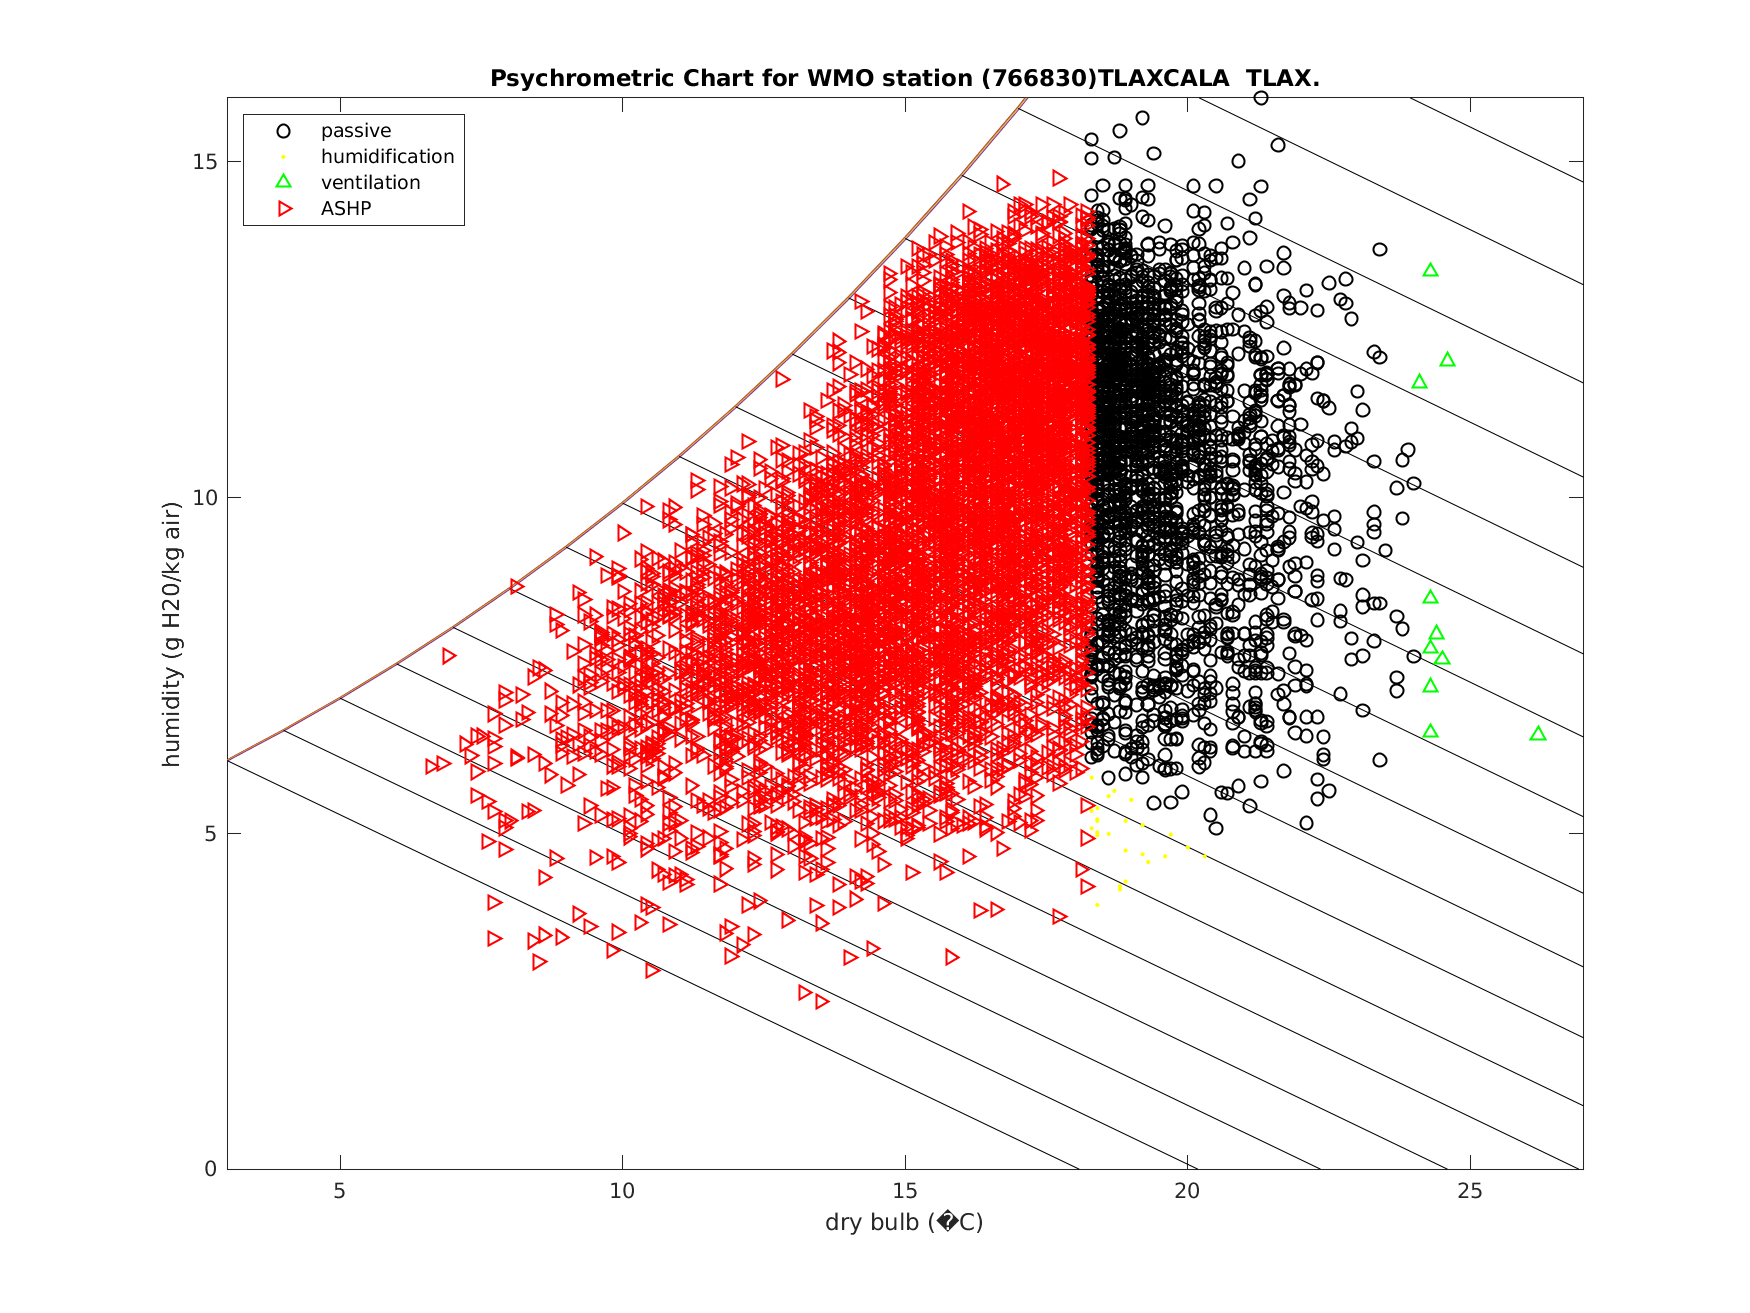 Psychrometric Chart for WMO station (766830)TLAXCALA  TLAX.
passive
humidification
ventilation
ASHP
15
10
5
0
humidity (g H20/kg air)
5
10
15
20
25
dry bulb (�C)